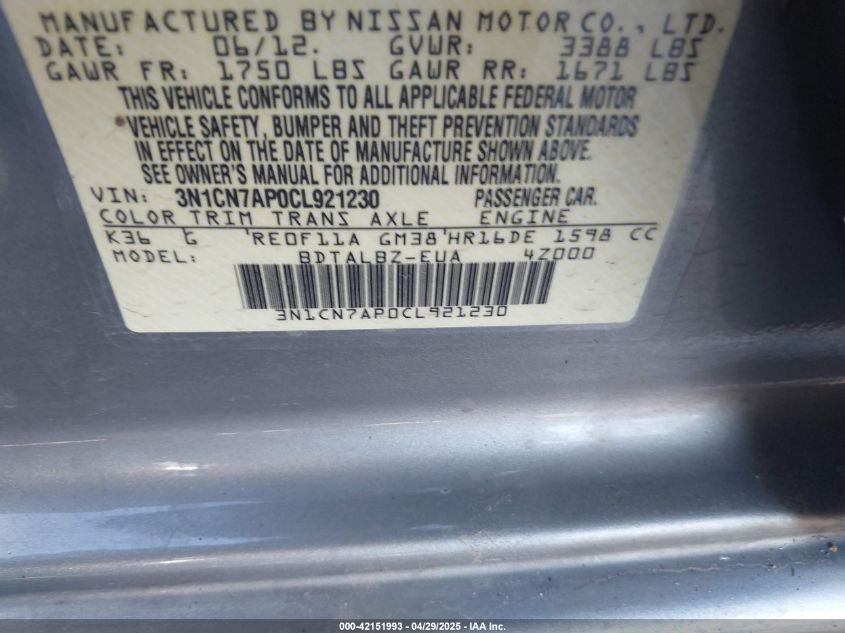 MANUFACTURED BY NISSAN MOTOR CO., LTD.
DATE: 06/12. GVWR: 3388 LBS
GAWR FR: 1750 LBS GAWR RR: 1671 LBS
THIS VEHICLE CONFORMS TO ALL APPLICABLE FEDERAL MOTOR
VEHICLE SAFETY, BUMPER AND THEFT PREVENTION STANDARDS
IN EFFECT ON THE DATE OF MANUFACTURE SHOWN ABOVE.
SEE OWNER'S MANUAL FOR ADDITIONAL INFORMATION.
VIN: 3N1CN7AP0CL921230 PASSENGER CAR.
COLOR TRIM TRANS AXLE ENGINE
K36 G 'RE0F11A GM38'HR16DE 1598 CC
MODEL: BDTALBZ-EUA 4Z000
3N1CN7AP0CL921230
000-42151993 04/29/2025 - IAA Inc.